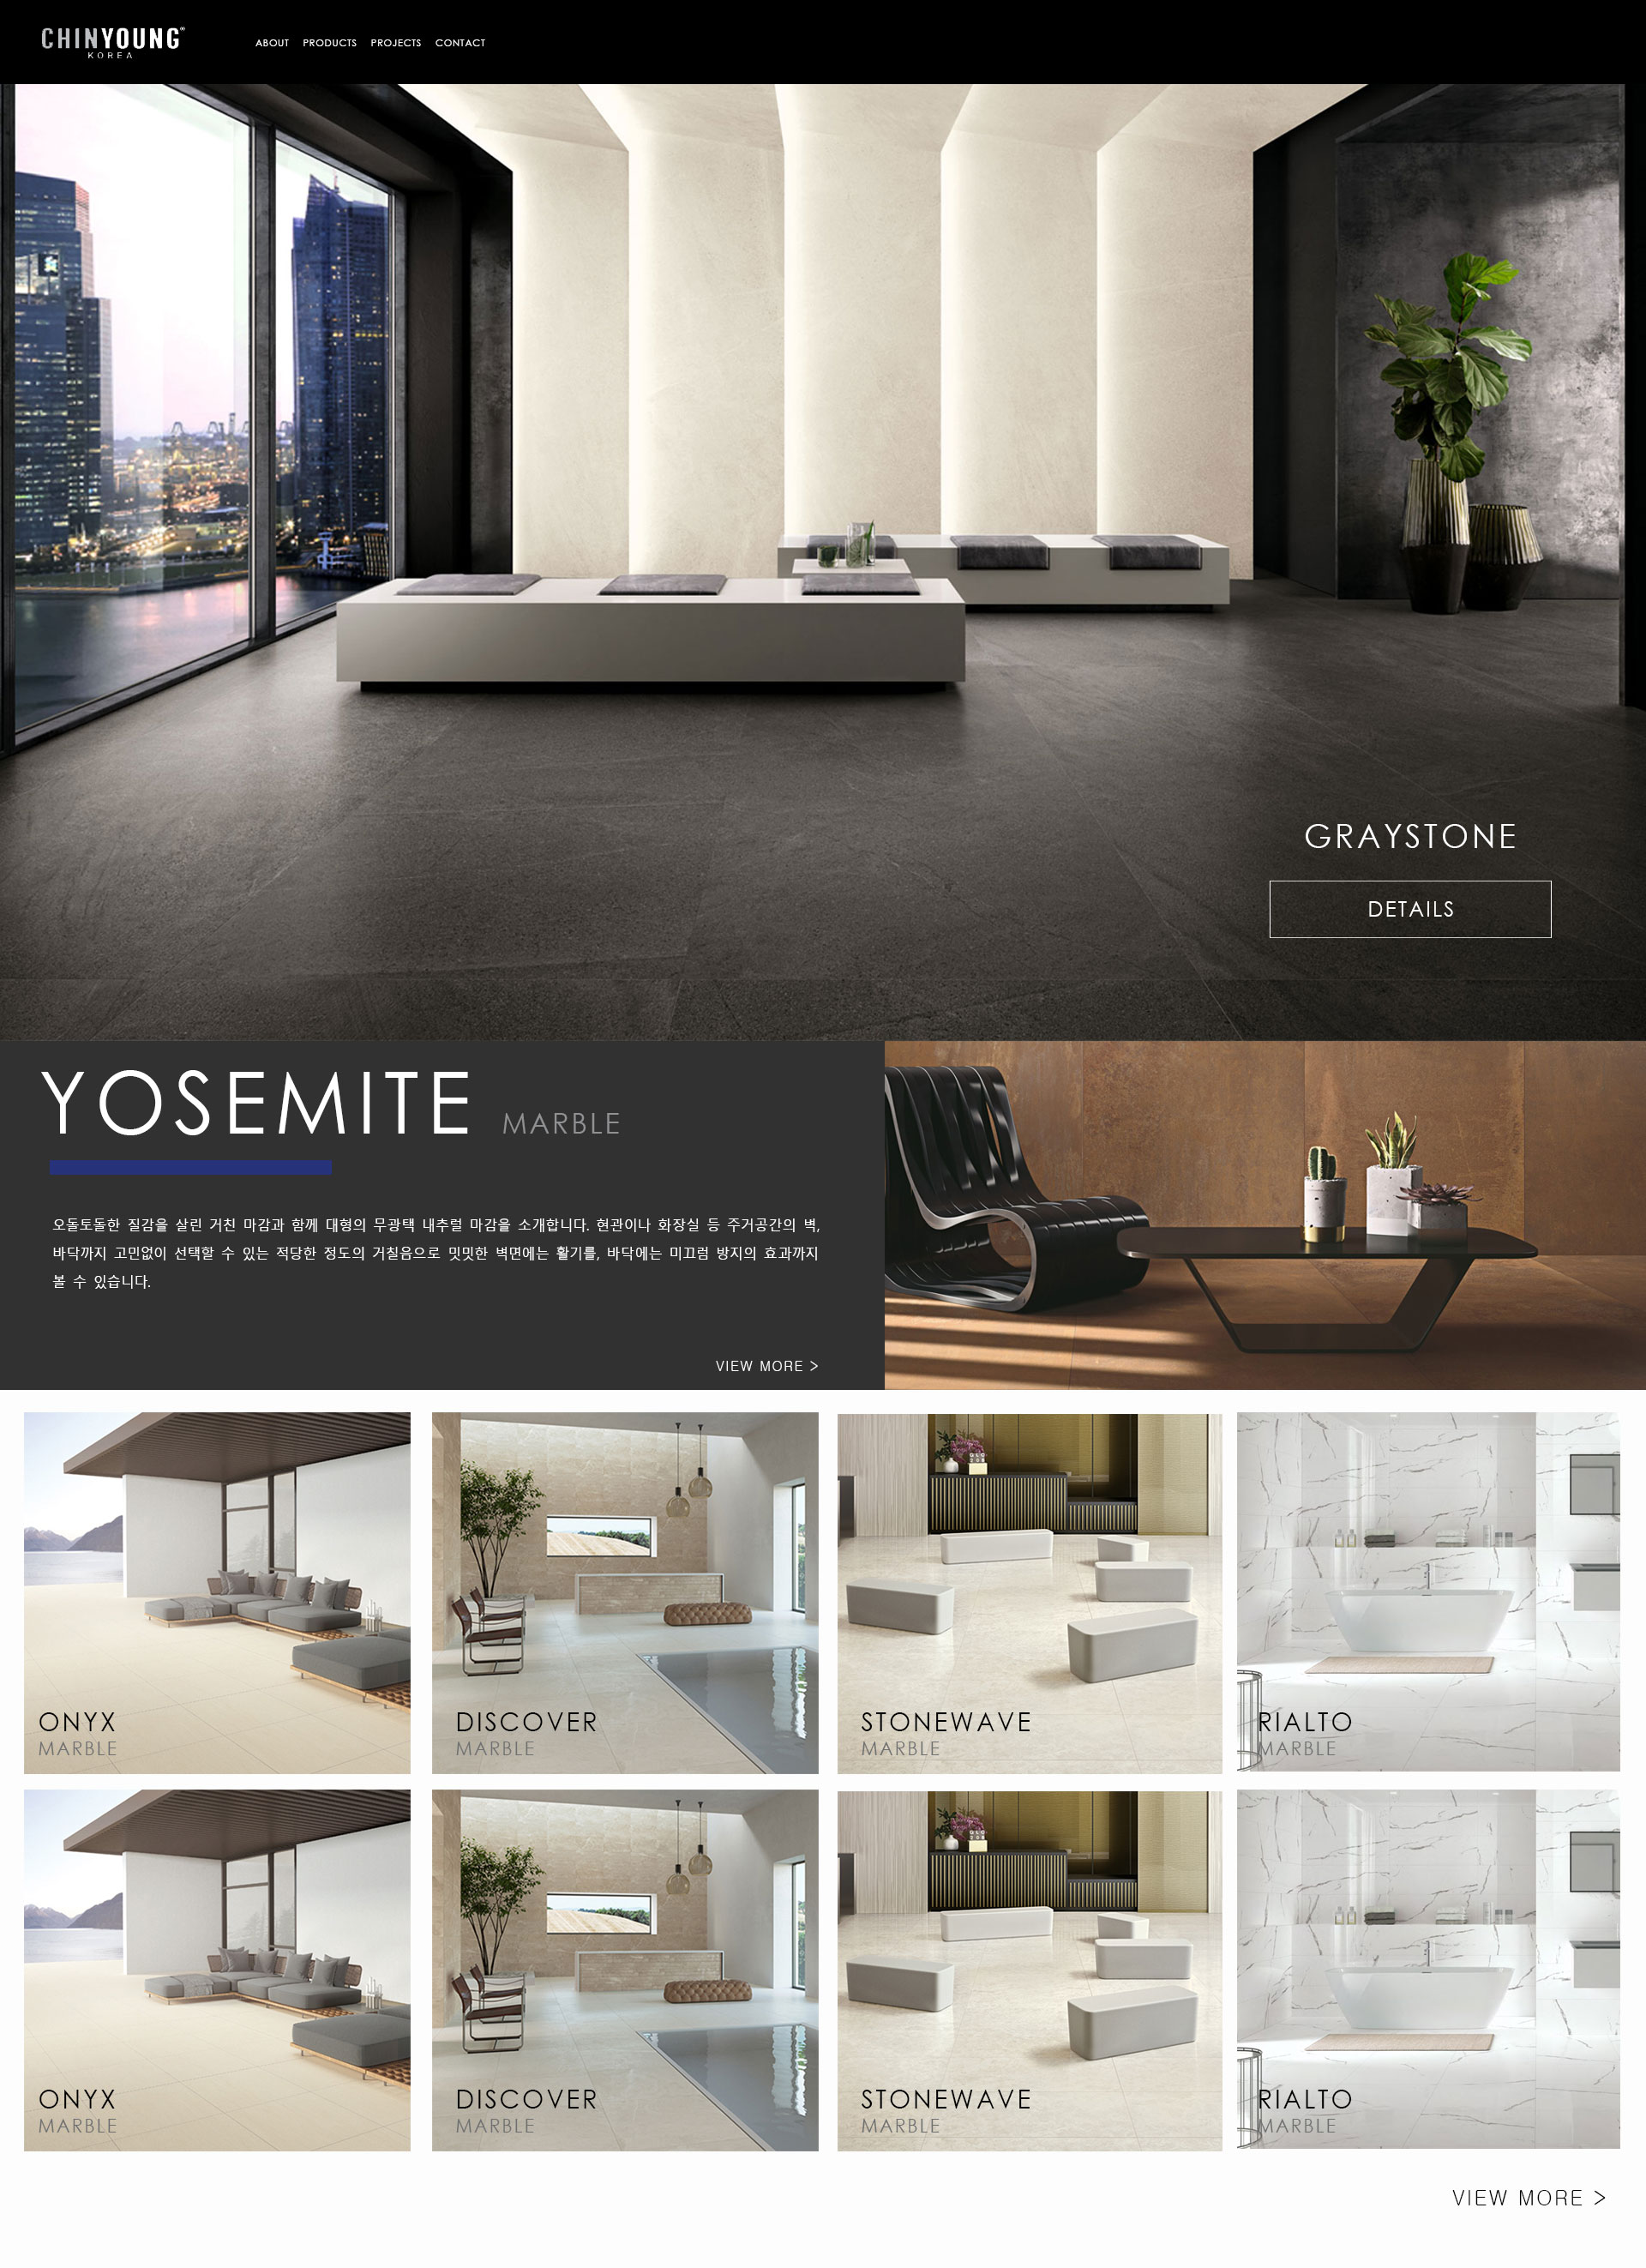 CHINYOUNG
KOREA
ABOUT PRODUCTS PROJECTS CONTACT
GRAYSTONE
DETAILS
YOSEMITE MARBLE
오돌토돌한 질감을 살린 거친 마감과 함께 대형의 무광택 내추럴 마감을 소개합니다. 현관이나 화장실 등 주거공간의 벽,
바닥까지 고민없이 선택할 수 있는 적당한 정도의 거칠음으로 밋밋한 벽면에는 활기를, 바닥에는 미끄럼 방지의 효과까지
볼 수 있습니다.
VIEW MORE >
ONYX
MARBLE
DISCOVER
MARBLE
STONEWAVE
MARBLE
RIALTO
MARBLE
ONYX
MARBLE
DISCOVER
MARBLE
STONEWAVE
MARBLE
RIALTO
MARBLE
VIEW MORE >